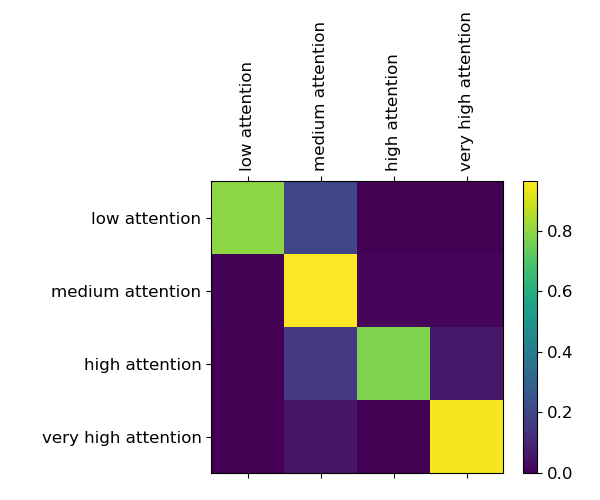 low attention
medium attention
high attention
very high attention
low attention
medium attention
high attention
very high attention
0.8
0.6
0.4
0.2
0.0